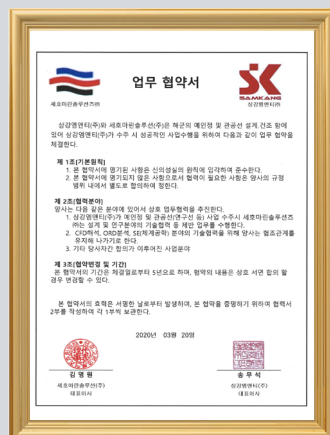 업무 협약서
세호마린솔루션즈㈜
SK
SAMKANG
삼강엠앤티㈜
삼강엠앤티(주)와 세호마린솔루션(주)은 해군의 예인정 및 관공선 설계,건조 함에
있어 삼강엠앤티(주)가 수주 시 성공적인 사업수행을 위하여 다음과 같이 업무 협약을
체결한다.
제 1조[기본원칙]
1. 본 협약서에 명기된 사항은 신의성실의 원칙에 입각하여 준수한다.
2. 본 협약서에 명기되지 않은 사항으로서 협력이 필요한 사항은 양사의 규정
범위 내에서 별도로 합의하여 정한다.
제 2조(협력분야)
양사는 다음 같은 분야에 있어서 상호 업무협력을 추진한다.
1. 삼강엠앤티(주)가 예인정 및 관공선(연구선 등) 사업 수주시 세호마린솔루션즈
㈜는 설계 및 연구분야의 기술협력 등 제반 업무를 수행한다.
2. CFD해석, ORD분석, SE(체계공학) 분야의 기술협력을 위해 양사는 협조관계를
유지해 나가기로 한다.
3. 기타 당사자간 합의가 이루어진 사업분야
제 3조(협약변경 및 기간)
본 협약서의 기간은 체결일로부터 5년으로 하며, 협약의 내용은 상호 서면 합의 할
경우 변경할 수 있다.
본 협약서의 효력은 서명한 날로부터 발생하며, 본 협약을 증명하기 위하여 협력서
2부를 작성하여 각 1부씩 보관한다.
2020년 03월 20일
김 명 원
세호마린솔루션(주)
대표이사
송 무 석
삼강엠앤티(주)
대표이사